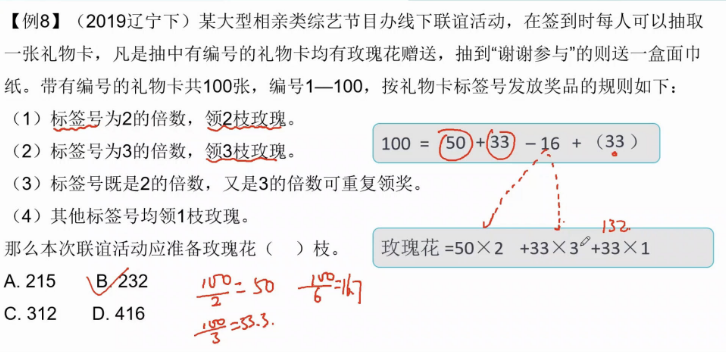 【例8】（2019辽宁下）某大型相亲类综艺节目办线下联谊活动，在签到时每人可以抽取
一张礼物卡，凡是抽中有编号的礼物卡均有玫瑰花赠送，抽到“谢谢参与”的则送一盒面巾
纸。带有编号的礼物卡共100张，编号1—100，按礼物卡标签号发放奖品的规则如下：
（1）标签号为2的倍数，领2枝玫瑰。
（2）标签号为3的倍数，领3枝玫瑰。
100 = 50 +33 －16 + （33 ）
（3）标签号既是2的倍数，又是3的倍数可重复领奖。
（4）其他标签号均领1枝玫瑰。
132
那么本次联谊活动应准备玫瑰花（ ）枝。
玫瑰花 =50×2 +33×3 +33×1
A. 215 B. 232
C. 312 D. 416
100/2 = 50
100/6 = 16.7
100/3 = 33.3.